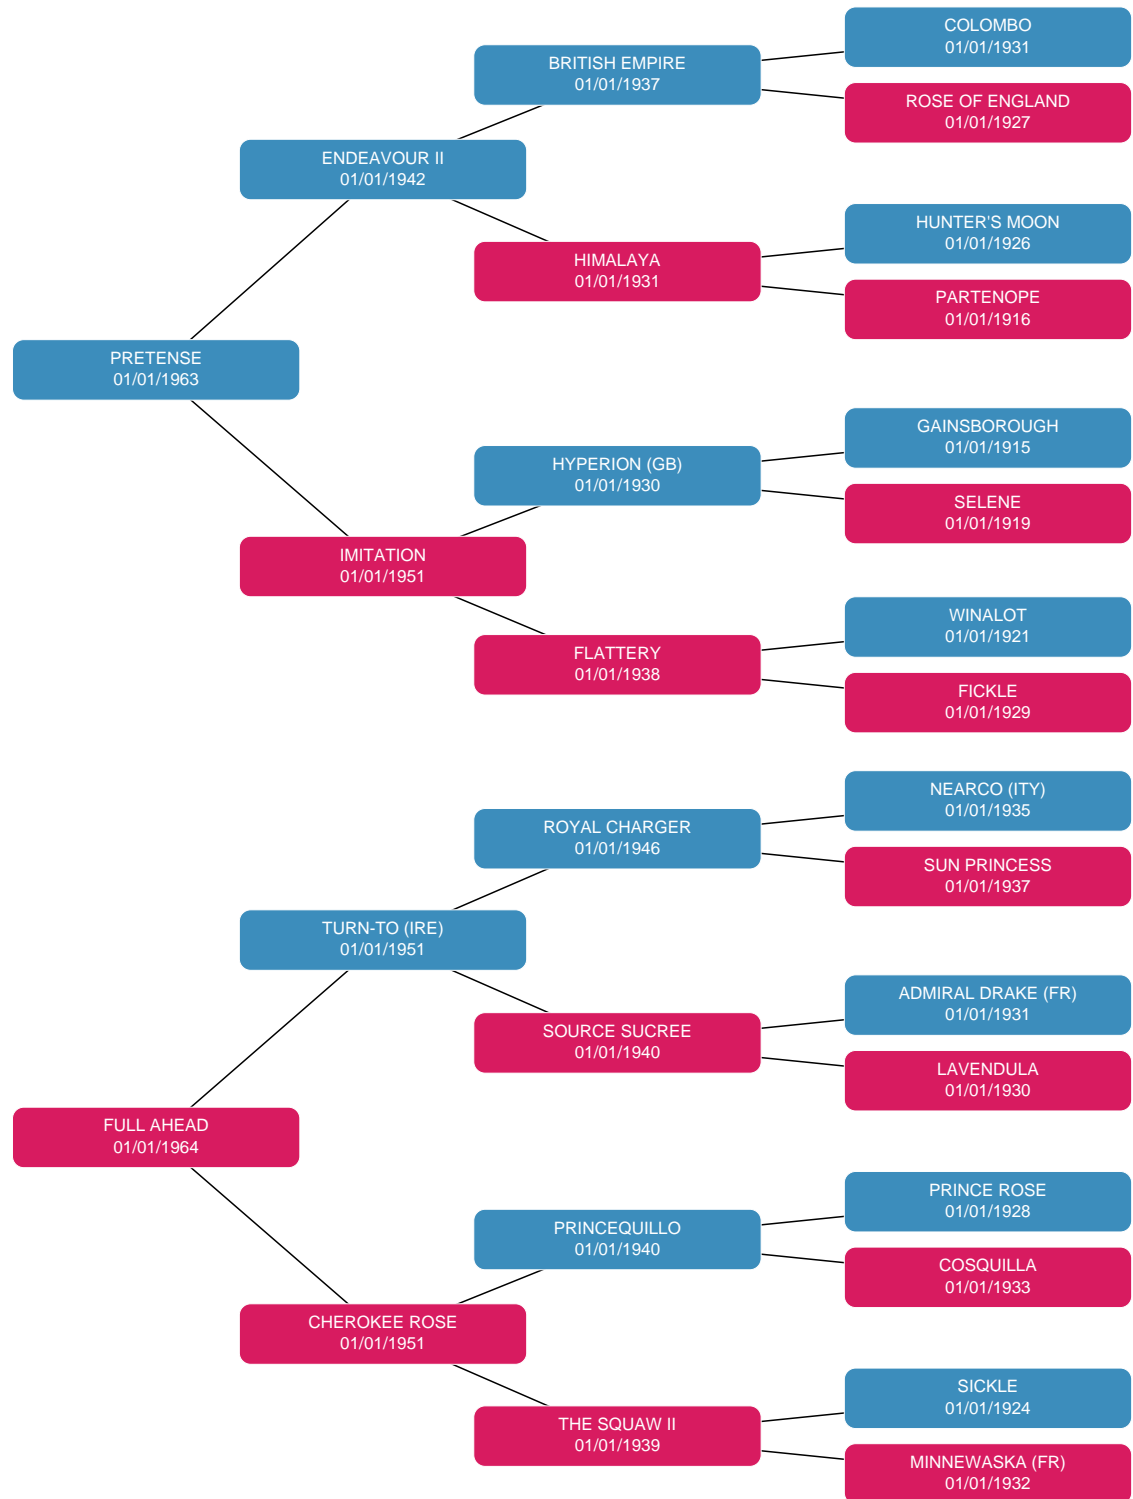 COLOMBO
01/01/1931
BRITISH EMPIRE
01/01/1937
ROSE OF ENGLAND
01/01/1927
ENDEAVOUR II
01/01/1942
HUNTER'S MOON
01/01/1926
HIMALAYA
01/01/1931
PARTENOPE
01/01/1916
PRETENSE
01/01/1963
GAINSBOROUGH
01/01/1915
HYPERION (GB)
01/01/1930
SELENE
01/01/1919
IMITATION
01/01/1951
WINALOT
01/01/1921
FLATTERY
01/01/1938
FICKLE
01/01/1929
NEARCO (ITY)
01/01/1935
ROYAL CHARGER
01/01/1946
SUN PRINCESS
01/01/1937
TURN-TO (IRE)
01/01/1951
ADMIRAL DRAKE (FR)
01/01/1931
SOURCE SUCREE
01/01/1940
LAVENDULA
01/01/1930
FULL AHEAD
01/01/1964
PRINCE ROSE
01/01/1928
PRINCEQUILLO
01/01/1940
COSQUILLA
01/01/1933
CHEROKEE ROSE
01/01/1951
SICKLE
01/01/1924
THE SQUAW II
01/01/1939
MINNEWASKA (FR)
01/01/1932